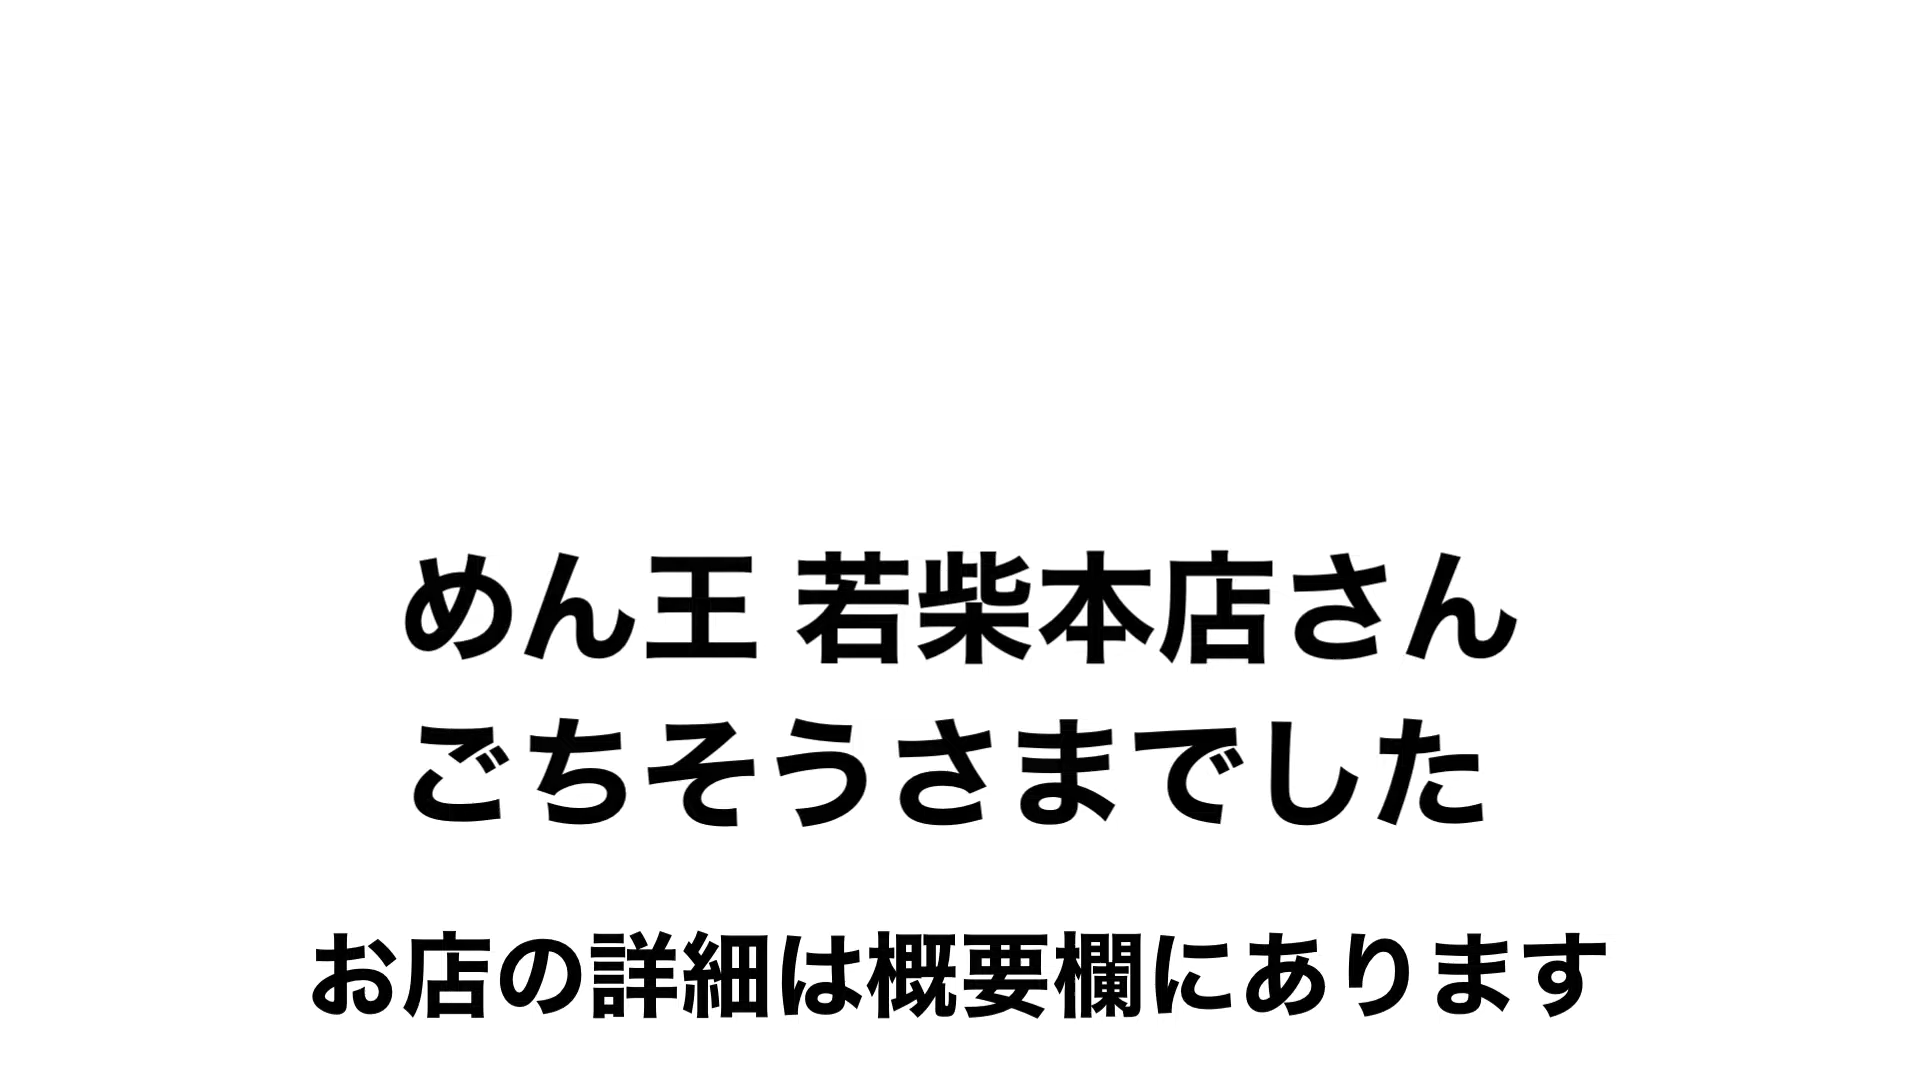 めん王 若柴本店さん
ごちそうさまでした
お店の詳細は概要欄にあります